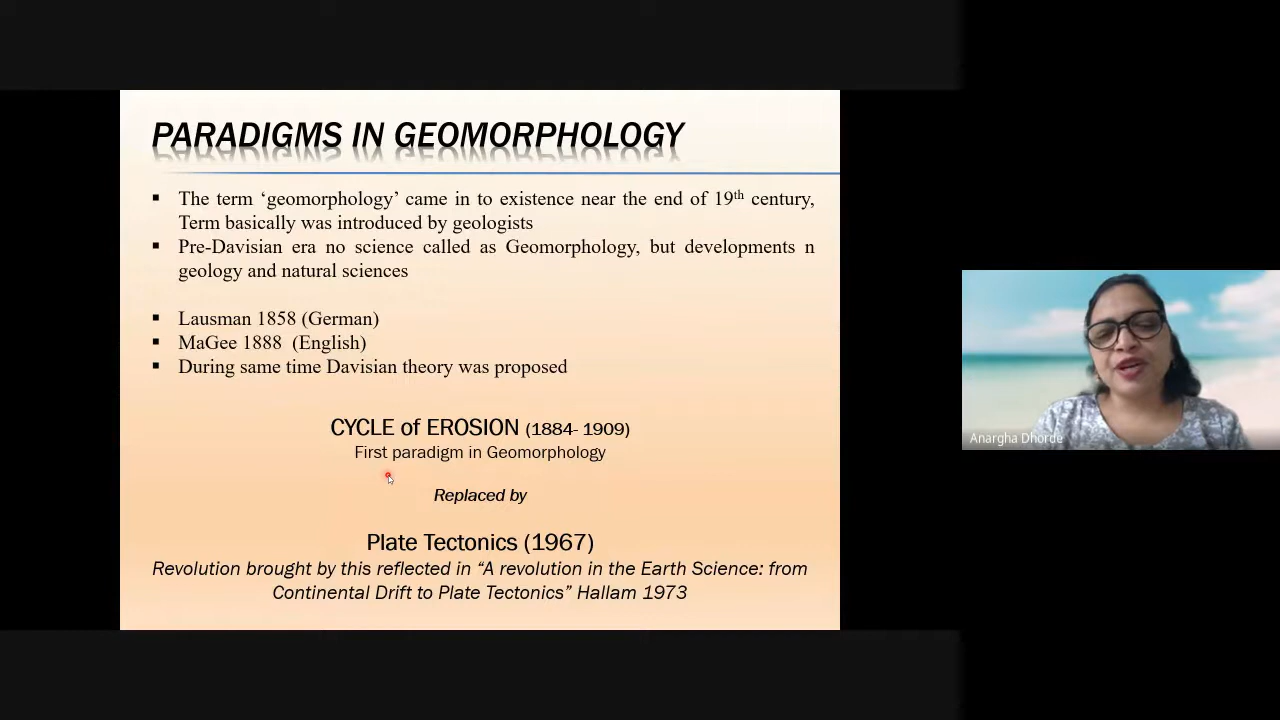 PARADIGMS IN GEOMORPHOLOGY
▪ The term ‘geomorphology’ came in to existence near the end of 19th century,
Term basically was introduced by geologists
▪ Pre-Davisian era no science called as Geomorphology, but developments n
geology and natural sciences
▪ Lausman 1858 (German)
▪ MaGee 1888 (English)
▪ During same time Davisian theory was proposed
CYCLE of EROSION (1884- 1909)
First paradigm in Geomorphology
Replaced by
Plate Tectonics (1967)
Revolution brought by this reflected in “A revolution in the Earth Science: from
Continental Drift to Plate Tectonics” Hallam 1973
Anargha Dhorde